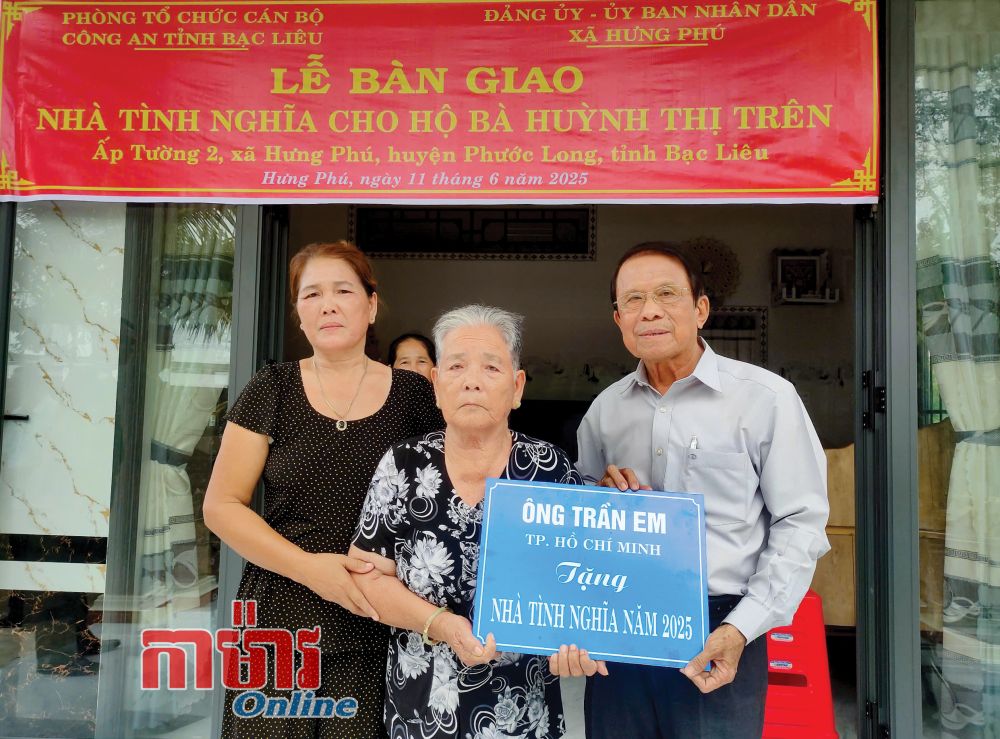 PHÒNG TỔ CHỨC CÁN BỘ
CÔNG AN TỈNH BẠC LIÊU
ĐẢNG ỦY - ỦY BAN NHÂN DÂN
XÃ HƯNG PHÚ
LỄ BÀN GIAO
NHÀ TÌNH NGHĨA CHO HỘ BÀ HUỲNH THỊ TRÊN
Ấp Tường 2, xã Hưng Phú, huyện Phước Long, tỉnh Bạc Liêu
Hưng Phú, ngày 11 tháng 6 năm 2025
ÔNG TRẦN EM
TP. HỒ CHÍ MINH
Tặng
NHÀ TÌNH NGHĨA NĂM 2025
កាម៉ារ
Online